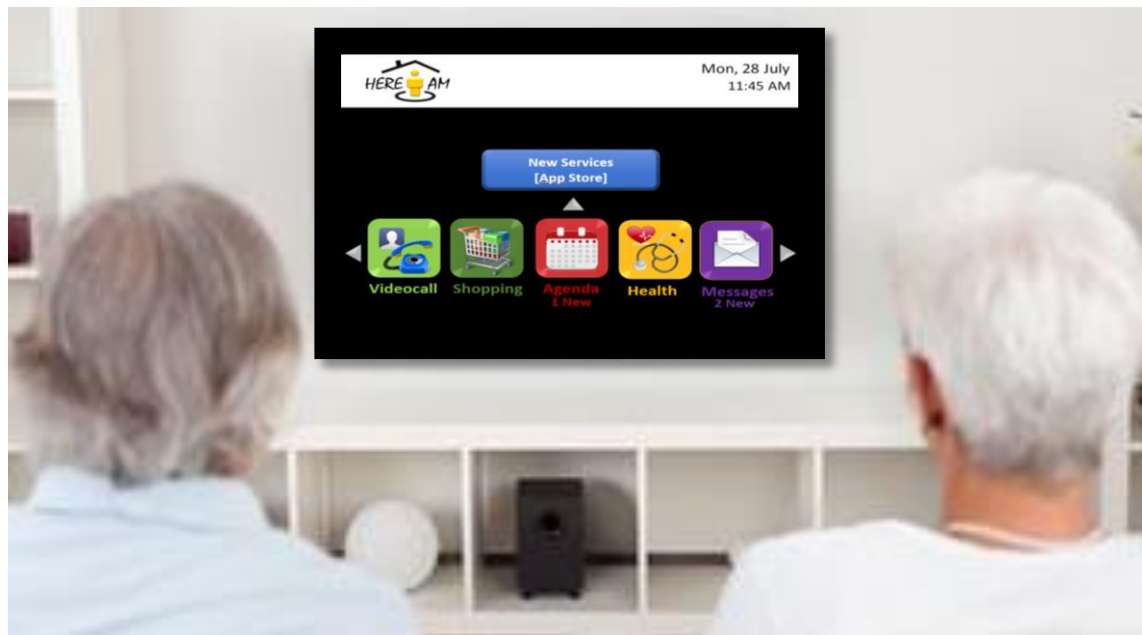 HERE AM
Mon, 28 July
11:45 AM
New Services
[App Store]
Videocall
Shopping
Agenda
1 New
Health
Messages
2 New